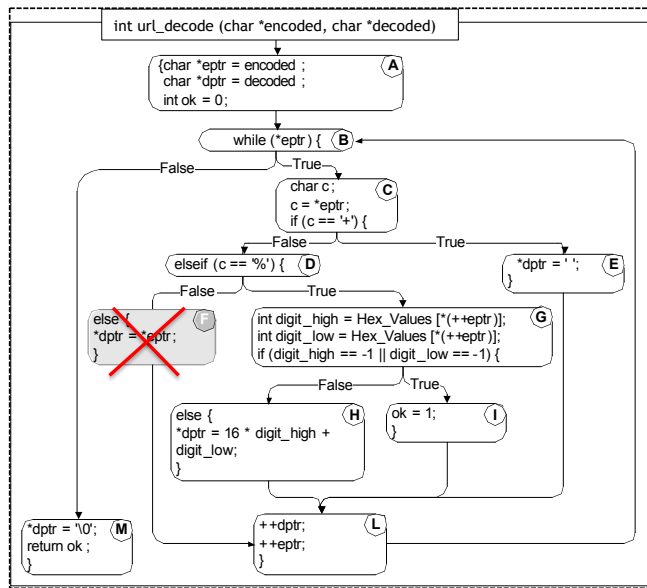 int url_decode (char *encoded, char *decoded)
{char *eptr = encoded ;
char *dptr = decoded ;
int ok = 0;
A
while (*eptr) {
B
False
True
char c;
c = *eptr;
if (c == '+') {
C
False
True
elseif (c == '%') {
D
*dptr = ' ';
}
E
False
True
else {
*dptr = *eptr;
}
F
int digit_high = Hex_Values [*(++eptr)];
int digit_low = Hex_Values [*(++eptr)];
if (digit_high == -1 || digit_low == -1) {
G
False
True
else {
*dptr = 16 * digit_high +
digit_low;
}
H
ok = 1;
}
I
*dptr = '\0';
return ok ;
}
M
++dptr;
++eptr;
}
L